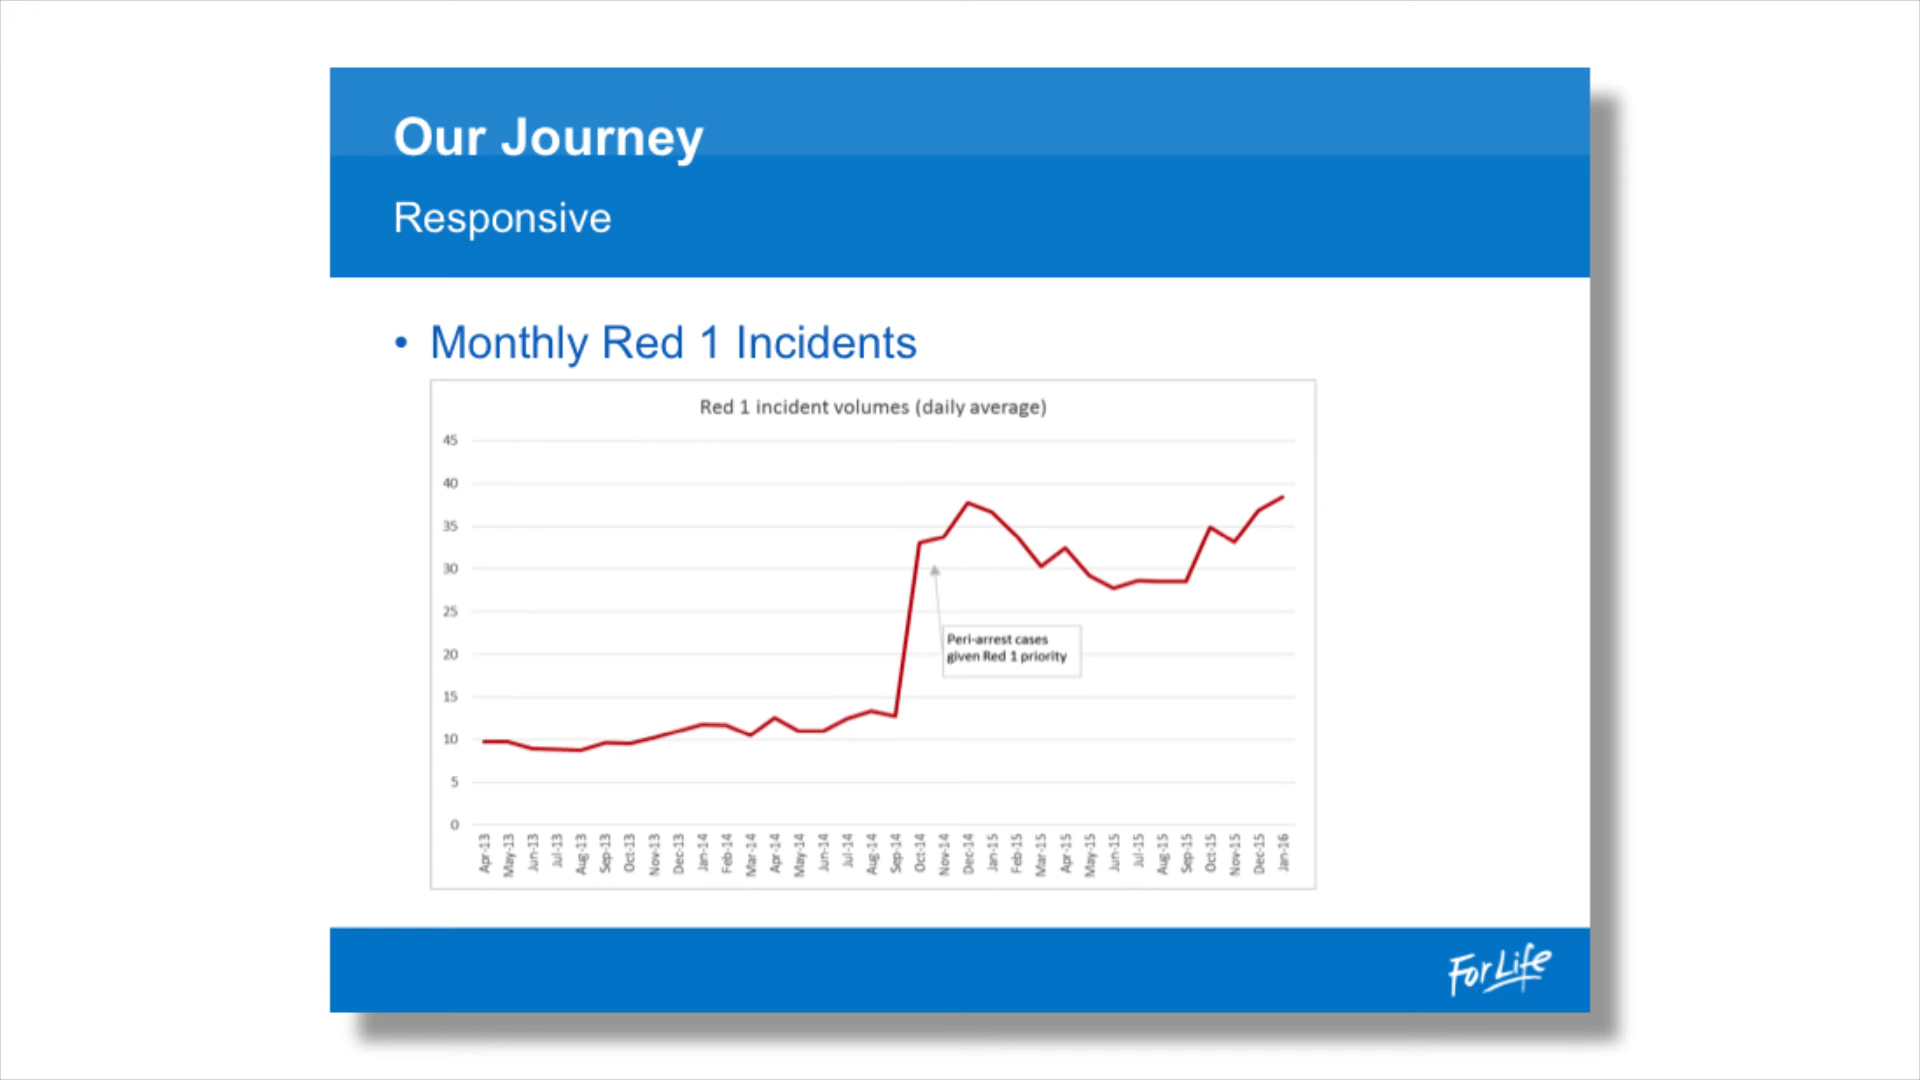 Our Journey
Responsive
• Monthly Red 1 Incidents
Red 1 incident volumes (daily average)
45
40
35
30
25
20
15
10
5
0
Peri-arrest cases
given Red 1 priority
Apr-13
May-13
Jun-13
Jul-13
Aug-13
Sep-13
Oct-13
Nov-13
Dec-13
Jan-14
Feb-14
Mar-14
Apr-14
May-14
Jun-14
Jul-14
Aug-14
Sep-14
Oct-14
Nov-14
Dec-14
Jan-15
Feb-15
Mar-15
Apr-15
May-15
Jun-15
Jul-15
Aug-15
Sep-15
Oct-15
Nov-15
Dec-15
Jan-16
For Life